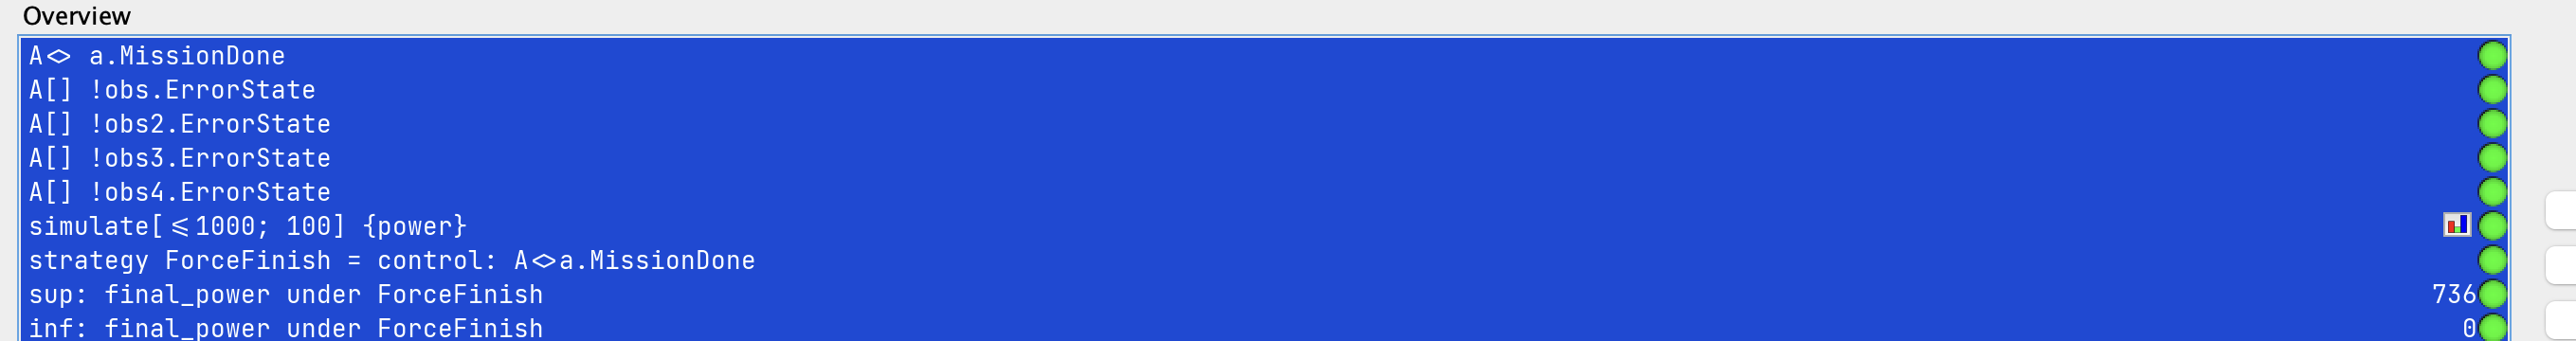 Overview
A<> a.MissionDone
A[] !obs.ErrorState
A[] !obs2.ErrorState
A[] !obs3.ErrorState
A[] !obs4.ErrorState
simulate[<=1000; 100] {power}
strategy ForceFinish = control: A<>a.MissionDone
sup: final_power under ForceFinish 736
inf: final_power under ForceFinish 0